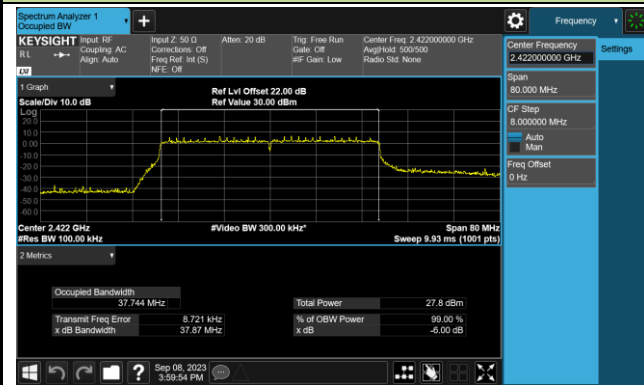 Spectrum Analyzer 1
Occupied BW
Frequency
KEYSIGHT
Input: RF
Coupling: AC
Align: Auto
Input Z: 50 Ω
Corrections: Off
Freq Ref: Int (S)
NFE: Off
Atten: 20 dB
Trig: Free Run
Gate: Off
#IF Gain: Low
Center Freq: 2.422000000 GHz
Avg|Hold: 500/500
Radio Std: None
RL
Center Frequency
2.422000000 GHz
Settings
Span
80.000 MHz
CF Step
8.000000 MHz
Auto
Man
Freq Offset
0 Hz
1 Graph
Scale/Div 10.0 dB
Ref Lvl Offset 22.00 dB
Ref Value 30.00 dBm
Log
20.0
10.0
0.00
-10.0
-20.0
-30.0
-40.0
-50.0
-60.0
Center 2.422 GHz
#Video BW 300.00 kHz*
Span 80 MHz
#Res BW 100.00 kHz
Sweep 9.93 ms (1001 pts)
2 Metrics
Occupied Bandwidth
37.744 MHz
Total Power 27.8 dBm
Transmit Freq Error 8.721 kHz
% of OBW Power 99.00 %
x dB Bandwidth 37.87 MHz
x dB -6.00 dB
Sep 08, 2023
3:59:54 PM